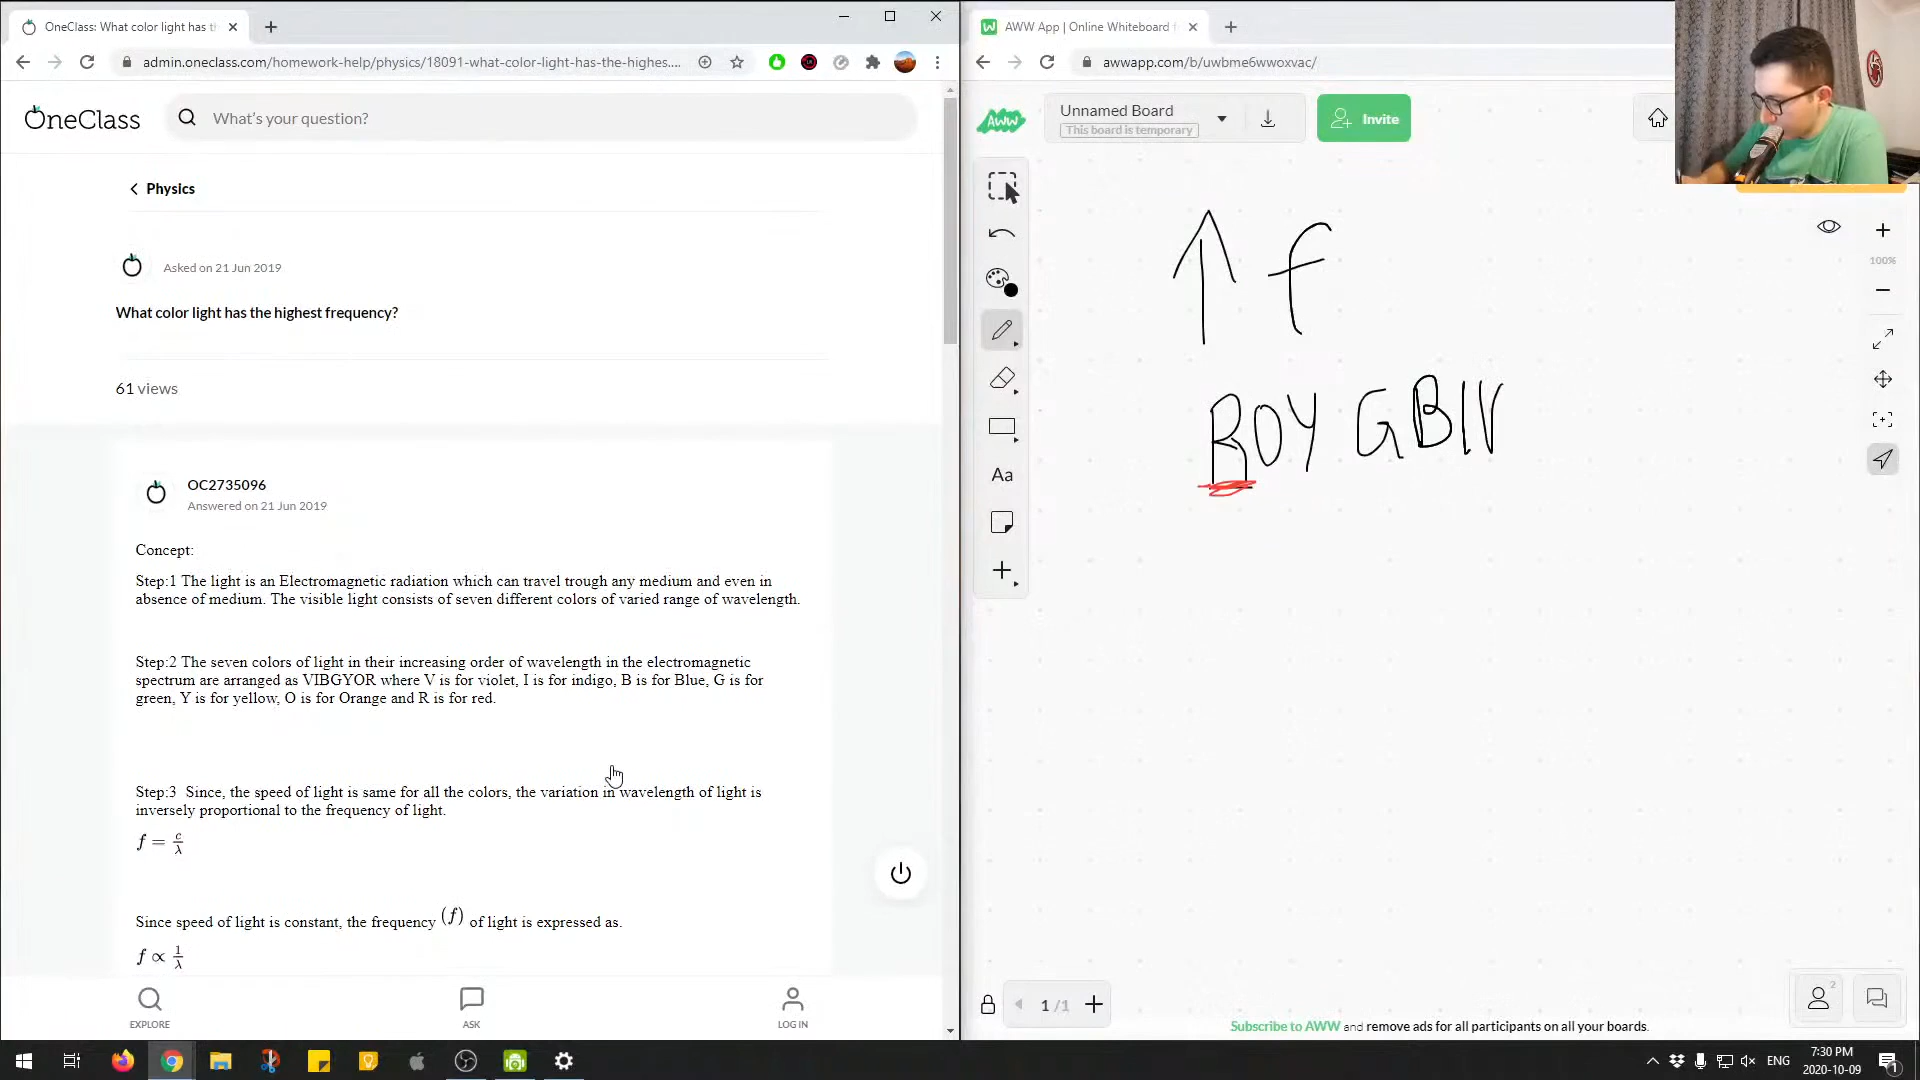 OneClass: What color light has t
admin.oneclass.com/homework-help/physics/18091-what-color-light-has-the-highes....
OneClass
What's your question?
Physics
Asked on 21 Jun 2019
What color light has the highest frequency?
61 views
OC2735096
Answered on 21 Jun 2019
Concept:
Step:1 The light is an Electromagnetic radiation which can travel trough any medium and even in
absence of medium. The visible light consists of seven different colors of varied range of wavelength.
Step:2 The seven colors of light in their increasing order of wavelength in the electromagnetic
spectrum are arranged as VIBGYOR where V is for violet, I is for indigo, B is for Blue, G is for
green, Y is for yellow, O is for Orange and R is for red.
Step:3 Since, the speed of light is same for all the colors, the variation in wavelength of light is
inversely proportional to the frequency of light.
f = c/λ
Since speed of light is constant, the frequency (f) of light is expressed as.
f ∝ 1/λ
EXPLORE
ASK
LOG IN
AWW App | Online Whiteboard f
awwapp.com/b/uwbme6wwoxvac/
AWW
Unnamed Board
This board is temporary
Invite
100%
Aa
↑ f
ROY GBIV
1 /1
2
Subscribe to AWW and remove ads for all participants on all your boards.
ENG
7:30 PM
2020-10-09
1